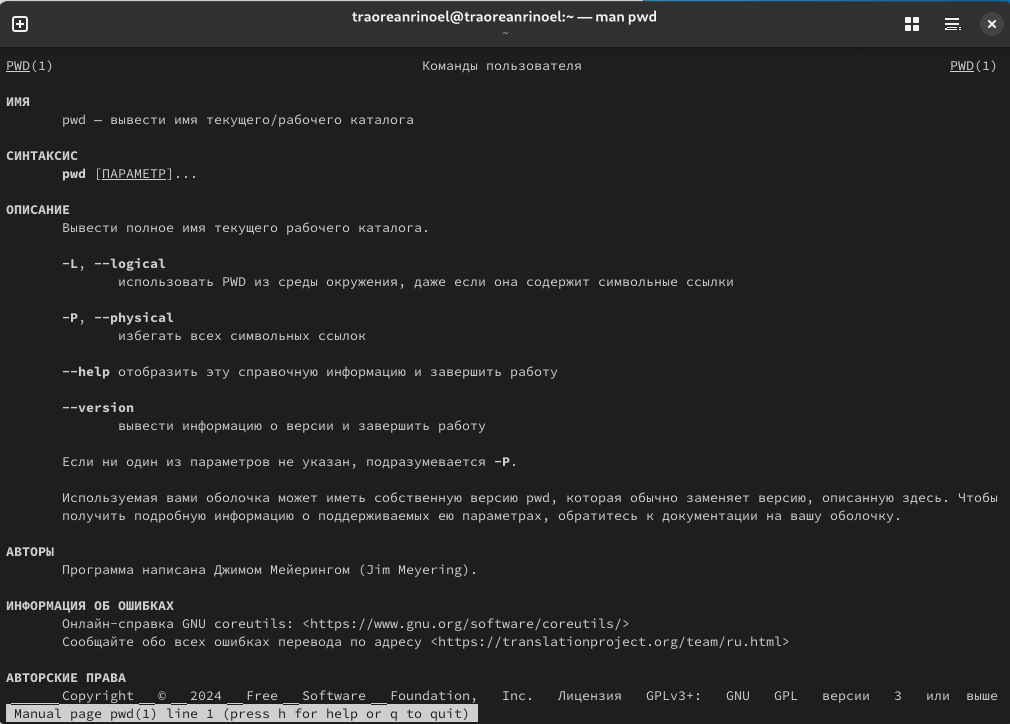 traoreanrinoel@traoreanrinoel:~ — man pwd
~
PWD(1) Команды пользователя PWD(1)
ИМЯ
pwd — вывести имя текущего/рабочего каталога
СИНТАКСИС
pwd [ПАРАМЕТР]...
ОПИСАНИЕ
Вывести полное имя текущего рабочего каталога.
-L, --logical
использовать PWD из среды окружения, даже если она содержит символьные ссылки
-P, --physical
избегать всех символьных ссылок
--help отобразить эту справочную информацию и завершить работу
--version
вывести информацию о версии и завершить работу
Если ни один из параметров не указан, подразумевается -P.
Используемая вами оболочка может иметь собственную версию pwd, которая обычно заменяет версию, описанную здесь. Чтобы
получить подробную информацию о поддерживаемых ею параметрах, обратитесь к документации на вашу оболочку.
АВТОРЫ
Программа написана Джимом Мейерингом (Jim Meyering).
ИНФОРМАЦИЯ ОБ ОШИБКАХ
Онлайн-справка GNU coreutils: <https://www.gnu.org/software/coreutils/>
Сообщайте обо всех ошибках перевода по адресу <https://translationproject.org/team/ru.html>
АВТОРСКИЕ ПРАВА
Copyright © 2024 Free Software Foundation, Inc. Лицензия GPLv3+: GNU GPL версии 3 или выше
Manual page pwd(1) line 1 (press h for help or q to quit)